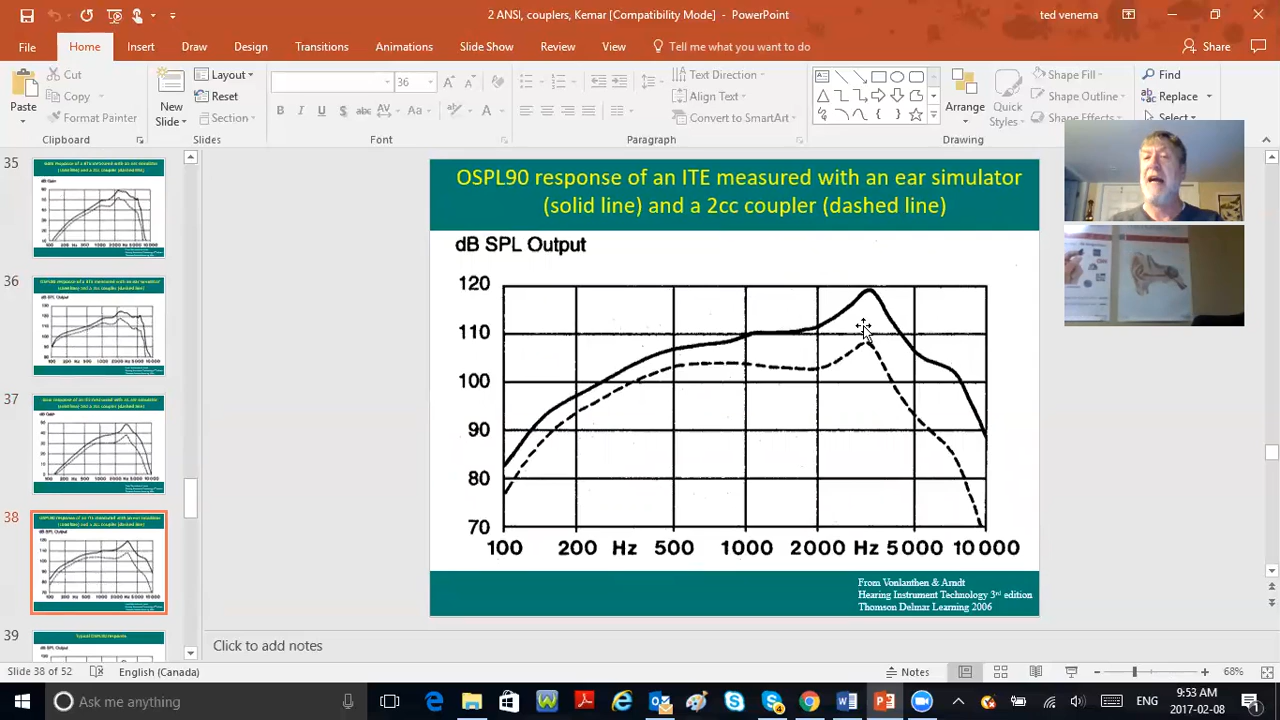 2 ANSI, couplers, Kemar [Compatibility Mode] - PowerPoint
ted venema
File Home Insert Draw Design Transitions Animations Slide Show Review View Tell me what you want to do Share
Paste
Cut
Copy
Format Painter
Clipboard
New
Slide
Layout
Reset
Section
Slides
36
B I U S abc AV Aa A
Font
Paragraph
Text Direction
Align Text
Convert to SmartArt
Arrange
Quick
Styles
Shape Fill
Shape Outline
Shape Effects
Drawing
Find
Replace
Select
Editing
35
36
37
38
39
OSPL90 response of an ITE measured with an ear simulator
(solid line) and a 2cc coupler (dashed line)
dB SPL Output
120
110
100
90
80
70
100 200 Hz 500 1000 2000 Hz 5000 10000
From Vonlanthen & Arndt
Hearing Instrument Technology 3rd edition
Thomson Delmar Learning 2006
Click to add notes
Slide 38 of 52 English (Canada) Notes 68%
Ask me anything
ENG
9:53 AM
2017-02-08